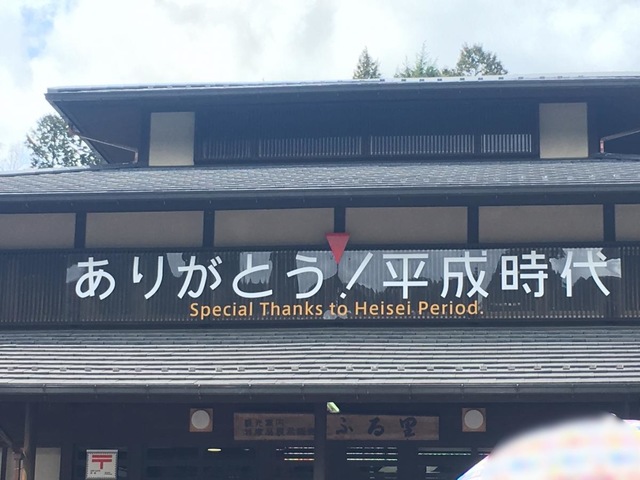 ありがとう！平成時代
Special Thanks to Heisei Period.
ふる里
〒